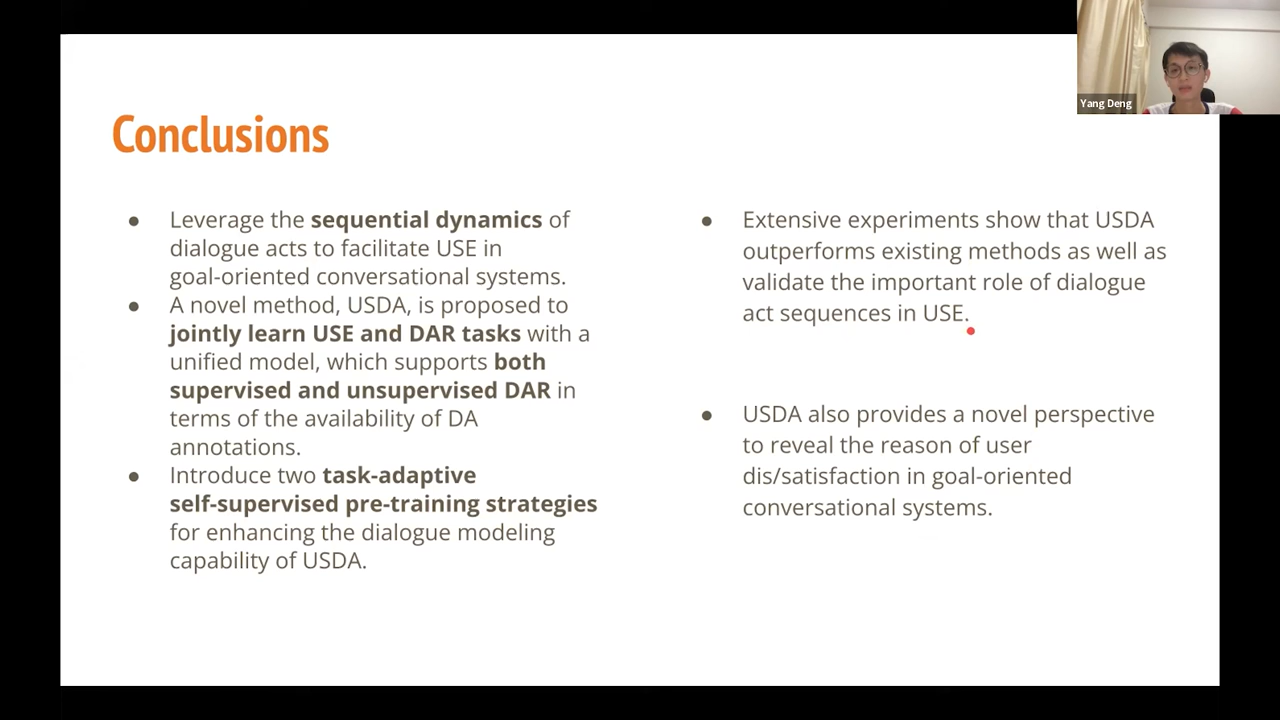 Yang Deng
Conclusions
● Leverage the sequential dynamics of
dialogue acts to facilitate USE in
goal-oriented conversational systems.
● A novel method, USDA, is proposed to
jointly learn USE and DAR tasks with a
unified model, which supports both
supervised and unsupervised DAR in
terms of the availability of DA
annotations.
● Introduce two task-adaptive
self-supervised pre-training strategies
for enhancing the dialogue modeling
capability of USDA.
● Extensive experiments show that USDA
outperforms existing methods as well as
validate the important role of dialogue
act sequences in USE.
● USDA also provides a novel perspective
to reveal the reason of user
dis/satisfaction in goal-oriented
conversational systems.